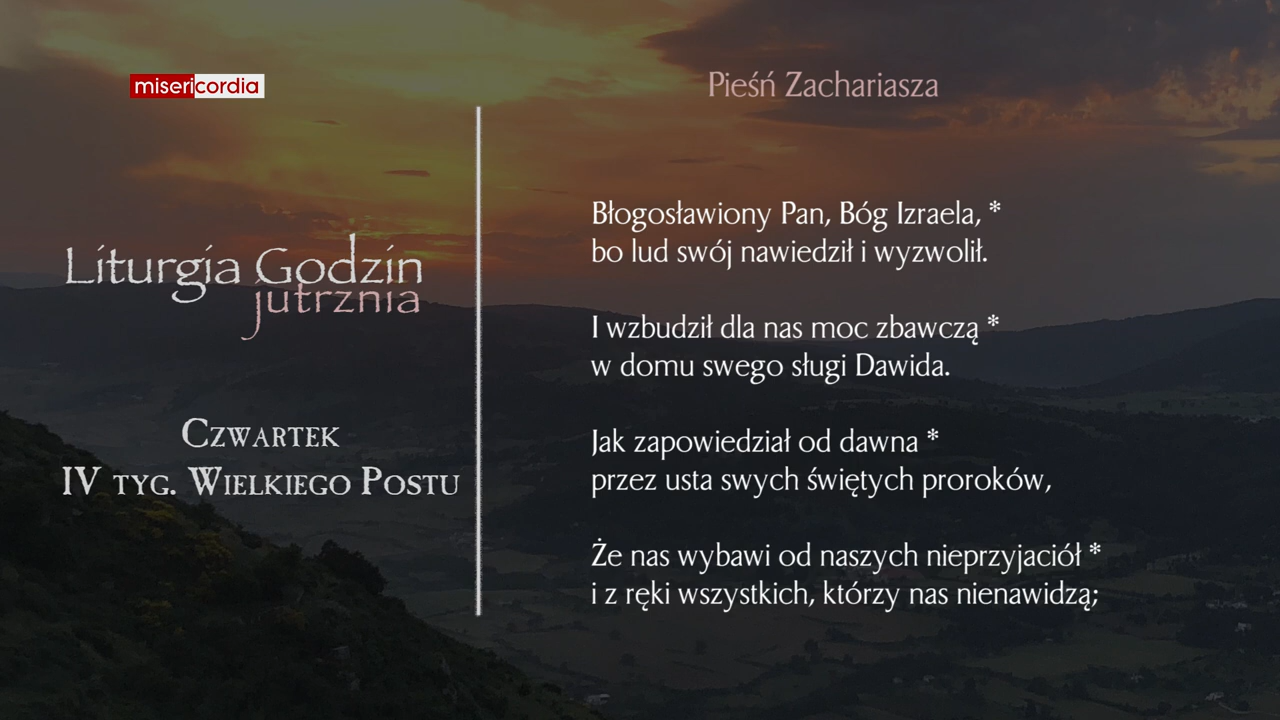 misericordia
Liturgia Godzin
jutrznia
Czwartek
IV tyg. Wielkiego Postu
Pieśń Zachariasza
Błogosławiony Pan, Bóg Izraela, *
bo lud swój nawiedził i wyzwolił.
I wzbudził dla nas moc zbawczą *
w domu swego sługi Dawida.
Jak zapowiedział od dawna *
przez usta swych świętych proroków,
Że nas wybawi od naszych nieprzyjaciół *
i z ręki wszystkich, którzy nas nienawidzą;